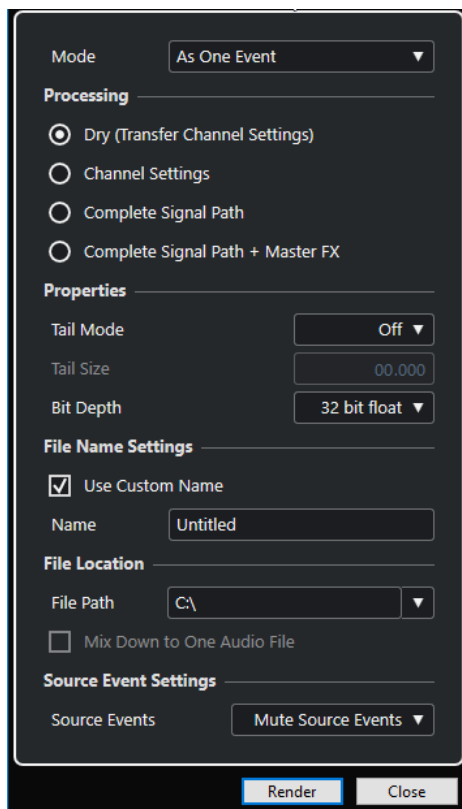 Mode As One Event
Processing
Dry (Transfer Channel Settings)
Channel Settings
Complete Signal Path
Complete Signal Path + Master FX
Properties
Tail Mode Off
Tail Size 00.000
Bit Depth 32 bit float
File Name Settings
Use Custom Name
Name Untitled
File Location
File Path C:\
Mix Down to One Audio File
Source Event Settings
Source Events Mute Source Events
Render Close